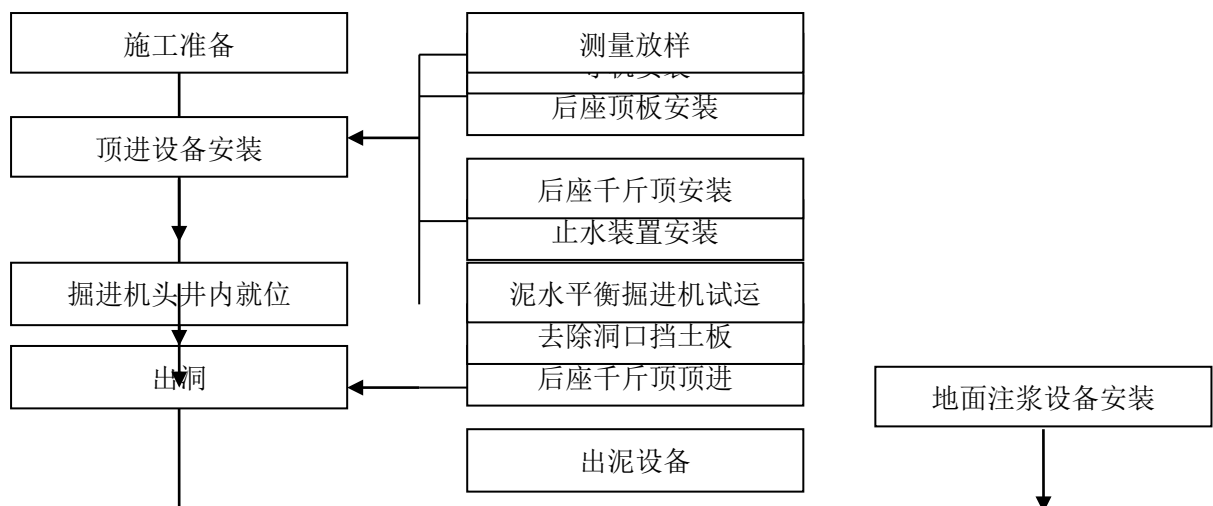 施工准备
顶进设备安装
掘进机头井内就位
出洞
测量放样
后座顶板安装
后座千斤顶安装
止水装置安装
泥水平衡掘进机试运
去除洞口挡土板
后座千斤顶顶进
出泥设备
地面注浆设备安装